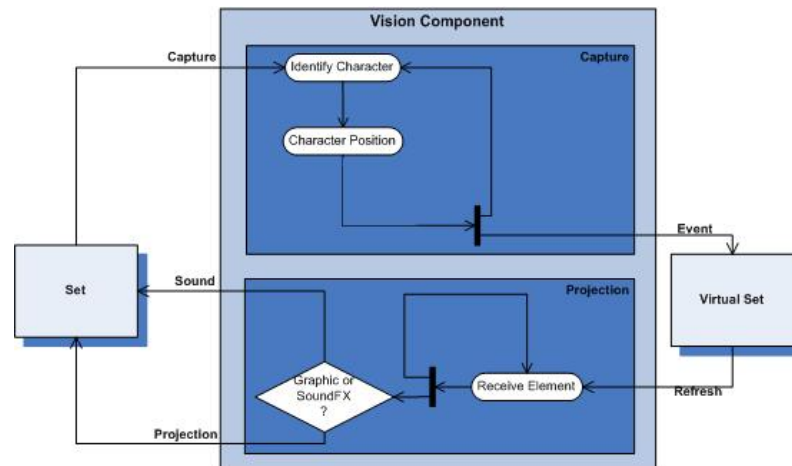 Vision Component
Capture
Capture
Identify Character
Character Position
Event
Set
Sound
Projection
Virtual Set
Graphic or
SoundFX
?
Receive Element
Refresh
Projection